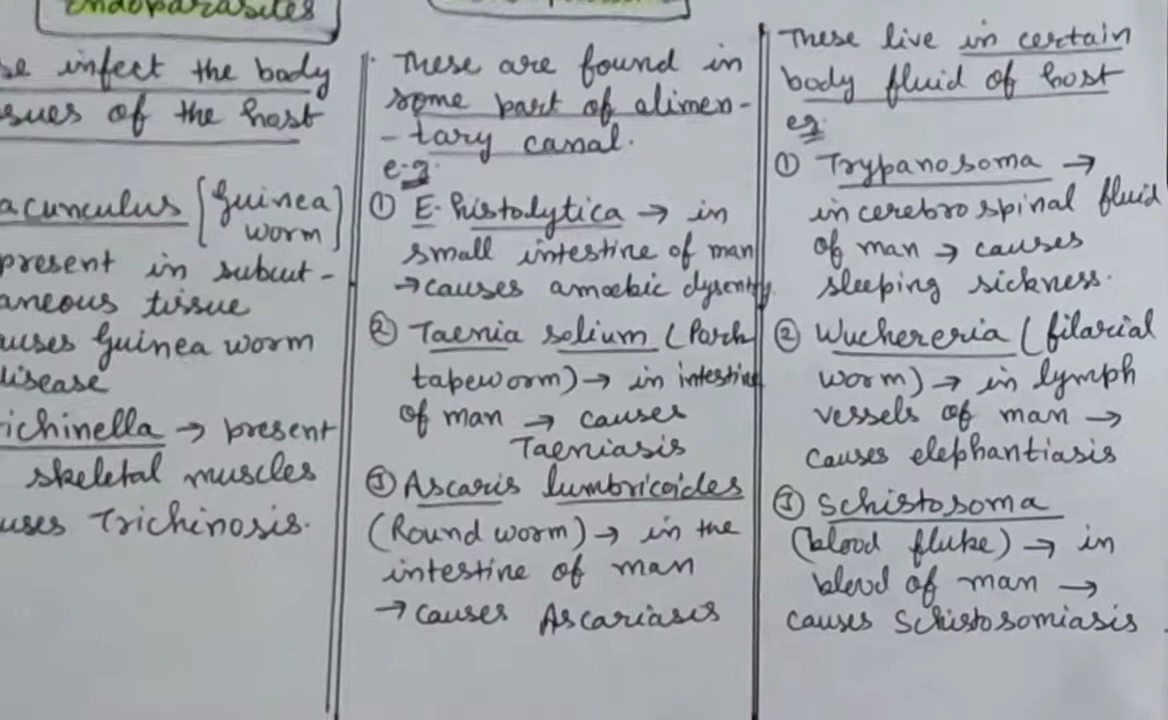 endoparasites
se infect the body
sues of the host
acunculus [Guinea
worm]
present in subcut-
aneous tissue
auses Guinea worm
disease
ichinella → present
skeletal muscles
uses Trichinosis.
These are found in
some part of alimen-
-tary canal.
e.g.
① E. histolytica → in
small intestine of man
→ causes amoebic dysentry.
② Taenia solium (Pork
tapeworm) → in intestine
of man → causes
Taeniasis
③ Ascaris lumbricoides
(Round worm) → in the
intestine of man
→ causes Ascariasis
These live in certain
body fluid of host
eg.
① Trypanosoma →
in cerebro spinal fluid
of man → causes
sleeping sickness.
② Wuchereria (filarial
worm) → in lymph
vessels of man →
causes elephantiasis
③ Schistosoma
(blood fluke) → in
blood of man →
causes Schistosomiasis